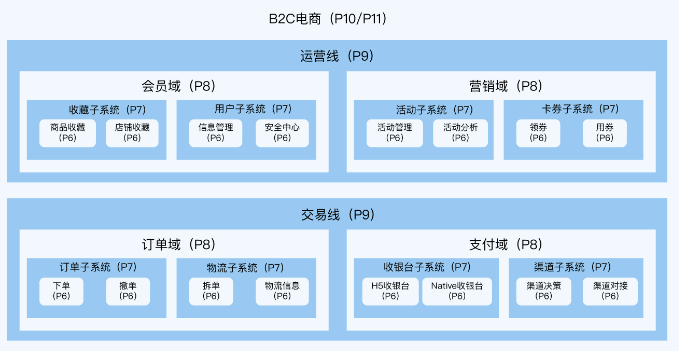 B2C电商（P10/P11）
运营线（P9）
会员域（P8）
营销域（P8）
收藏子系统（P7）
用户子系统（P7）
活动子系统（P7）
卡券子系统（P7）
商品收藏
（P6）
店铺收藏
（P6）
信息管理
（P6）
安全中心
（P6）
活动管理
（P6）
活动分析
（P6）
领券
（P6）
用券
（P6）
交易线（P9）
订单域（P8）
支付域（P8）
订单子系统（P7）
物流子系统（P7）
收银台子系统（P7）
渠道子系统（P7）
下单
（P6）
撤单
（P6）
拆单
（P6）
物流信息
（P6）
H5收银台
（P6）
Native收银台
（P6）
渠道决策
（P6）
渠道对接
（P6）